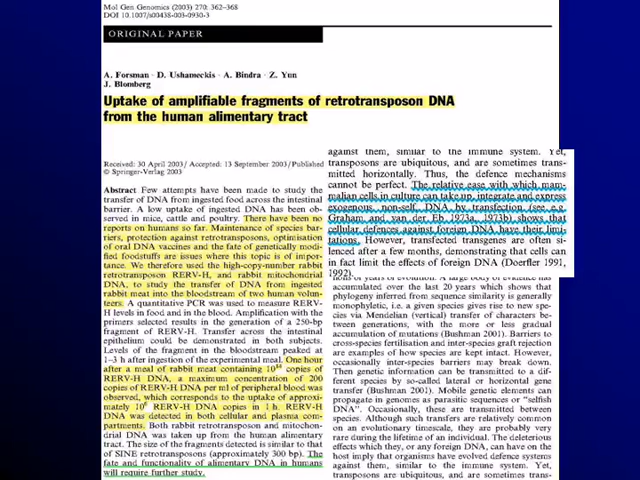 Mol Gen Genomics (2003) 270: 362–368
DOI 10.1007/s00438-003-0930-3
ORIGINAL PAPER
A. Forsman · D. Ushameckis · A. Bindra · Z. Yun
J. Blomberg
Uptake of amplifiable fragments of retrotransposon DNA
from the human alimentary tract
Received: 30 April 2003 / Accepted: 13 September 2003 / Published
© Springer-Verlag 2003
Abstract Few attempts have been made to study the
transfer of DNA from ingested food across the intestinal
barrier. A low uptake of ingested DNA has been ob-
served in mice, cattle and poultry. There have been no
reports on humans so far. Maintenance of species bar-
riers, protection against retrotransposons, optimisation
of oral DNA vaccines and the fate of genetically modi-
fied foodstuffs are issues where this topic is of impor-
tance. We therefore used the high-copy-number rabbit
retrotransposon RERV-H, and rabbit mitochondrial
DNA, to study the transfer of DNA from ingested
rabbit meat into the bloodstream of two human volun-
teers. A quantitative PCR was used to measure RERV-
H levels in food and in the blood. Amplification with the
primers selected results in the generation of a 250-bp
fragment of RERV-H. Transfer across the intestinal
epithelium could be demonstrated in both subjects.
Levels of the fragment in the bloodstream peaked at
1–3 h after ingestion of the experimental meal. One hour
after a meal of rabbit meat containing 10 copies of
RERV-H DNA, a maximum concentration of 200
copies of RERV-H DNA per ml of peripheral blood was
observed, which corresponds to the uptake of approxi-
mately 10 RERV-H DNA copies in 1 h. RERV-H
DNA was detected in both cellular and plasma com-
partments. Both rabbit retrotransposon and mitochon-
drial DNA was taken up from the human alimentary
tract. The size of the fragments detected is similar to that
of SINE retrotransposons (approximately 300 bp). The
fate and functionality of alimentary DNA in humans
will require further study.
against them, similar to the immune system. Yet,
transposons are ubiquitous, and are sometimes trans-
mitted horizontally. Thus, the defence mechanisms
cannot be perfect. The relative ease with which mam-
malian cells in culture can take up, integrate and express
exogenous, non-self, DNA by transfection (see e.g.
Graham and van der Eb 1973a, 1973b) shows that
cellular defences against foreign DNA have their limi-
tations. However, transfected transgenes are often si-
lenced after a few months, demonstrating that cells can
in fact limit the effects of foreign DNA (Doerfler 1991,
1992).
tions of years of evolution. A large body of evidence has
accumulated over the last 20 years which shows that
phylogeny inferred from sequence similarity is generally
monophyletic, i.e. a given species gives rise to new spe-
cies via Mendelian (vertical) transfer of characters be-
tween generations, with the more or less gradual
accumulation of mutations (Bushman 2001). Barriers to
cross-species fertilisation and inter-species graft rejection
are examples of how species are kept intact. However,
occasionally inter-species barriers may break down.
Then genetic information can be transmitted to a dif-
ferent species by so-called lateral or horizontal gene
transfer (Bushman 2001). Mobile genetic elements can
propagate in genomes as parasitic sequences or "selfish
DNA". Occasionally, these are transmitted between
species. Although such transfers are relatively common
on an evolutionary timescale, they are probably very
rare during the lifetime of an individual. The deleterious
effects which they, or any foreign DNA, can have on the
host imply that organisms have evolved defence systems
against them, similar to the immune system. Yet,
transposons are ubiquitous, and are sometimes trans-